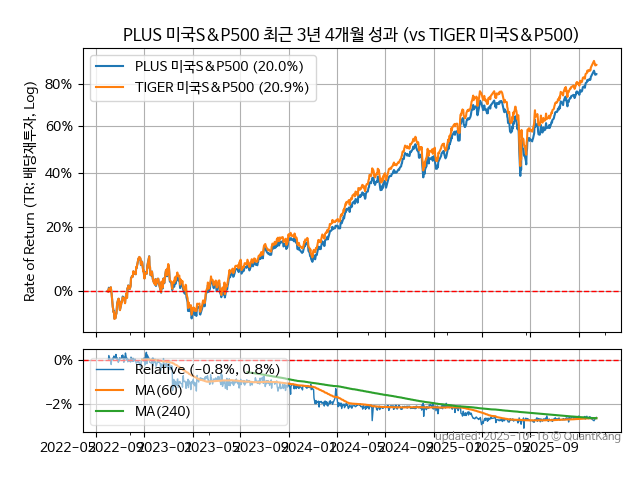 PLUS 미국S&P500 최근 3년 4개월 성과 (vs TIGER 미국S&P500)
Rate of Return (TR: 배당재투자, Log)
PLUS 미국S&P500 (20.0%)
TIGER 미국S&P500 (20.9%)
80%
60%
40%
20%
0%
Relative (−0.8%, 0.8%)
MA(60)
MA(240)
0%
−2%
2022-05 2022-09 2023-01 2023-05 2023-09 2024-01 2024-05 2024-09 2025-01 2025-05 2025-09
updated: 2025-10-16 © QuantKang